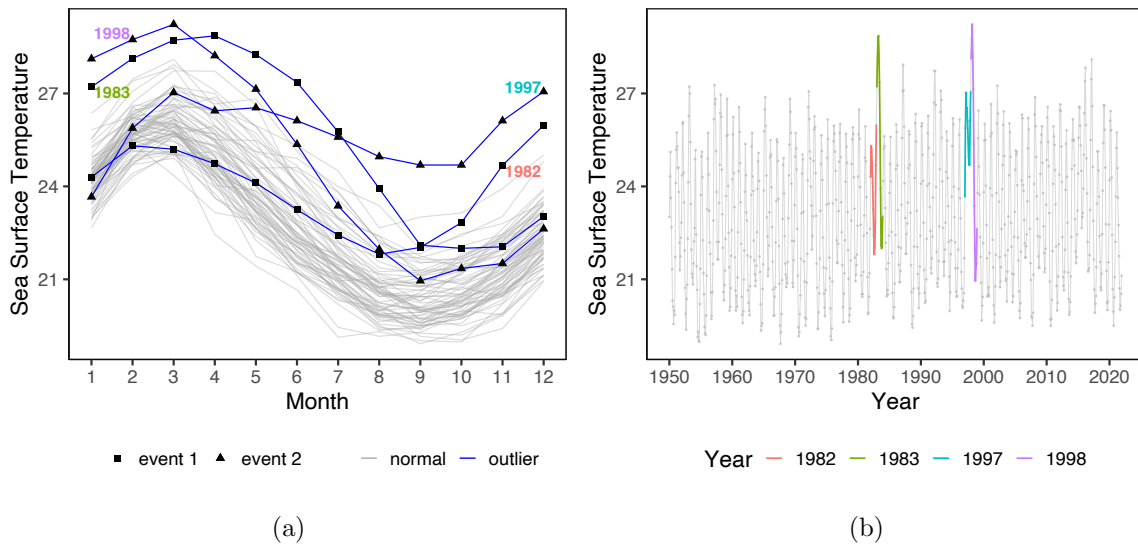 Sea Surface Temperature
27
24
21
1998
1983
1997
1982
1 2 3 4 5 6 7 8 9 10 11 12
Month
event 1 event 2 normal outlier
(a)
Sea Surface Temperature
27
24
21
1950 1960 1970 1980 1990 2000 2010 2020
Year
Year 1982 1983 1997 1998
(b)